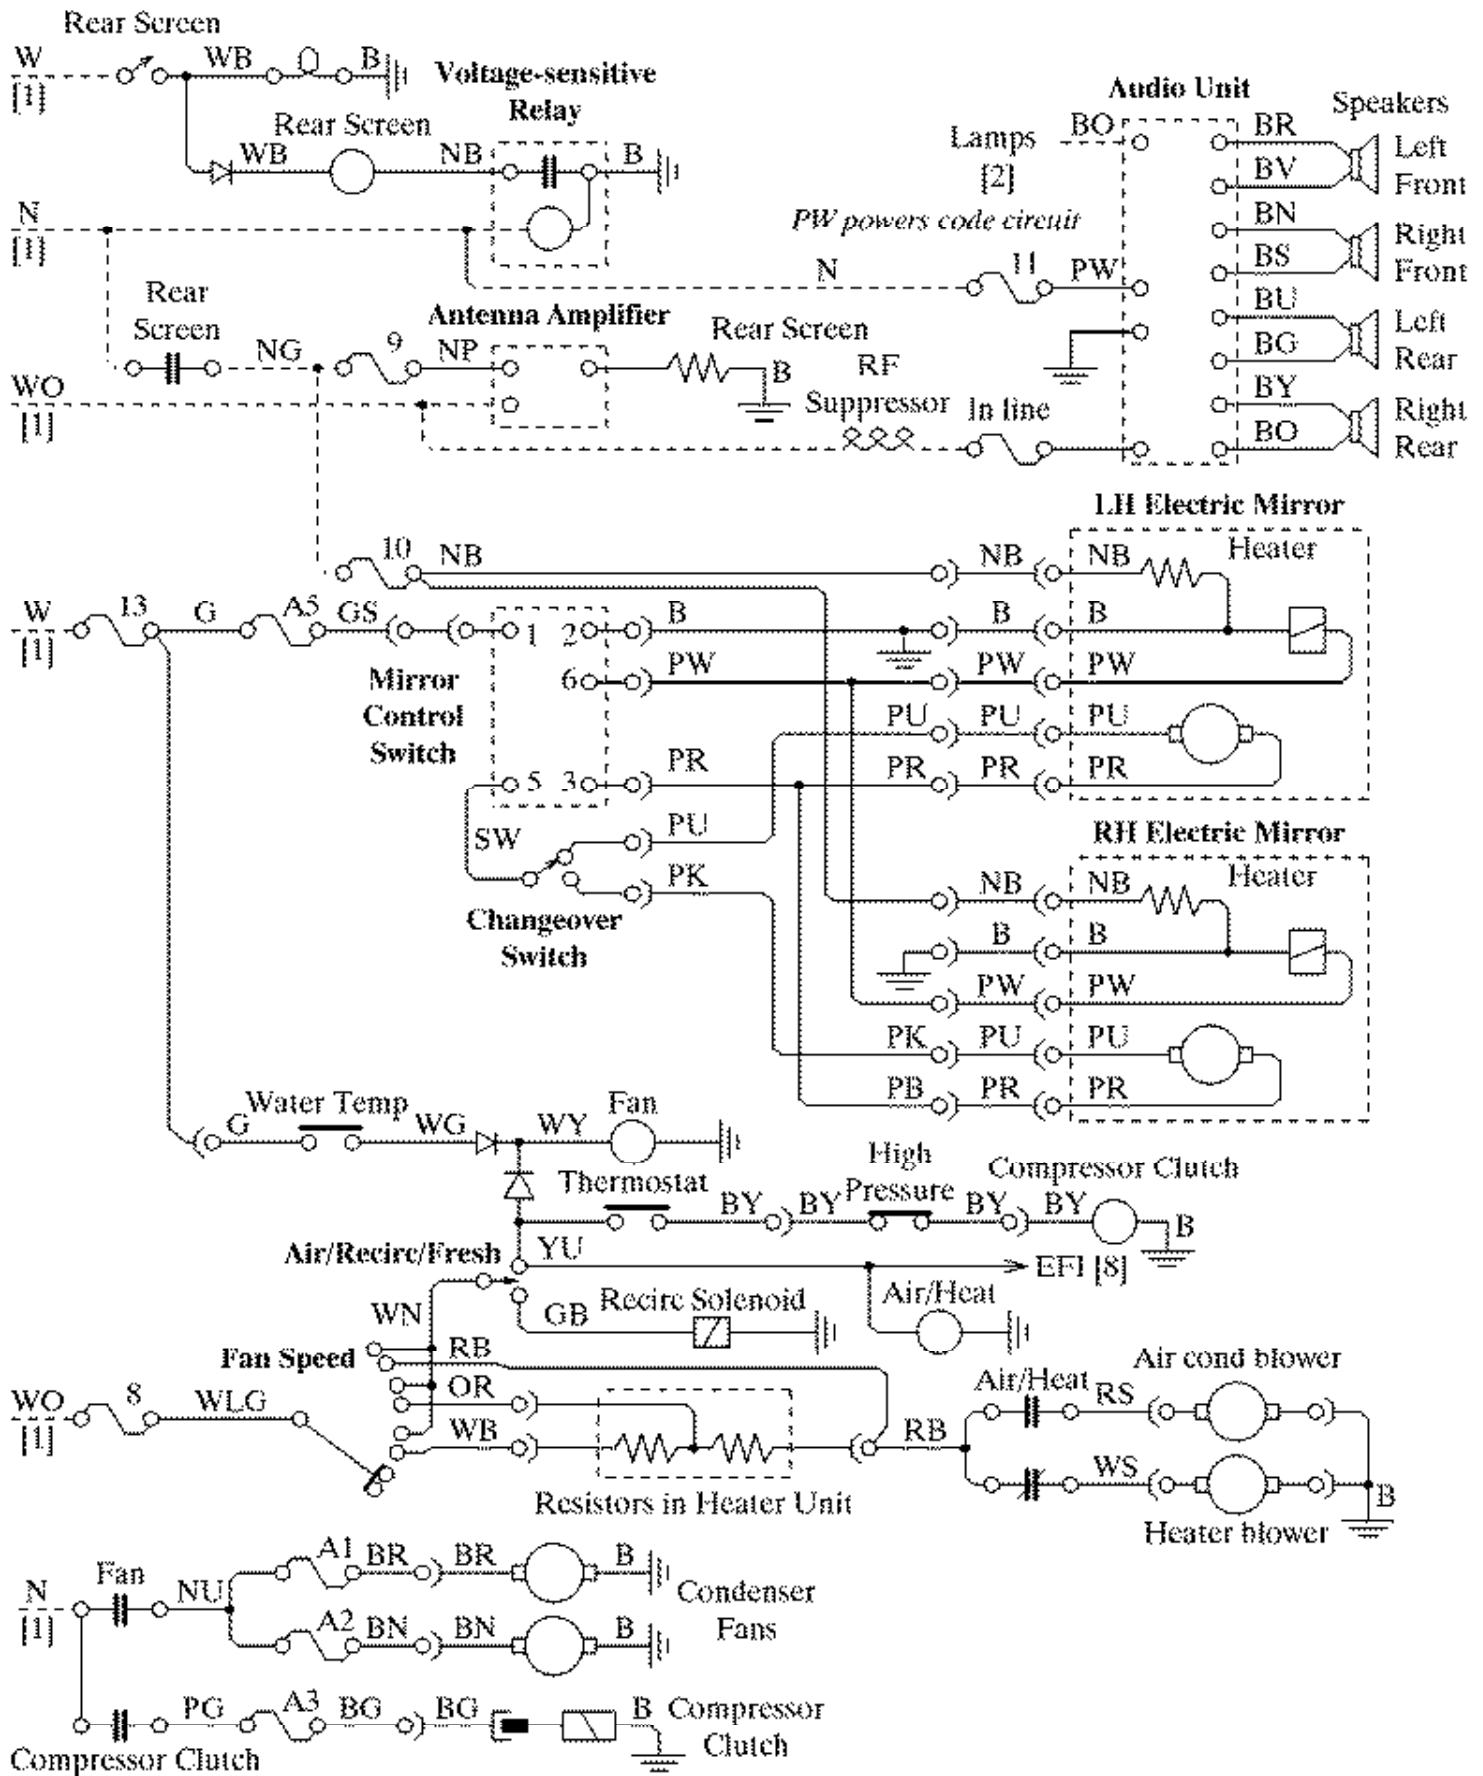 Rear Screen
W
[1]
WB
B
Voltage-sensitive
Relay
Audio Unit
Speakers
Rear Screen
WB
NB
B
Lamps
[2]
BO
BR
BV
Left
Front
N
[1]
PW powers code circuit
BN
BS
Right
Front
N
11
PW
Rear
Screen
Antenna Amplifier
Rear Screen
BU
BG
Left
Rear
NG
9
NP
B
RF
Suppressor
In line
WO
[1]
BY
BO
Right
Rear
LH Electric Mirror
10
NB
NB
NB
Heater
W
[1]
13
G
A5
GS
1
2
B
B
B
6
PW
PW
PW
Mirror
Control
Switch
PU
PU
PU
5
3
PR
PR
PR
PR
SW
PU
RH Electric Mirror
PK
NB
NB
Heater
Changeover
Switch
B
B
PW
PW
PK
PU
PU
PB
PR
PR
Water Temp
Fan
G
WG
WY
High
Pressure
Compressor Clutch
Thermostat
BY
BY
BY
BY
B
Air/Recirc/Fresh
YU
EFI [8]
WN
GB
Recirc Solenoid
Air/Heat
Fan Speed
RB
Air cond blower
Air/Heat
RS
WO
[1]
8
WLG
OR
WB
RB
WS
B
Resistors in Heater Unit
Heater blower
A1
BR
BR
B
Fan
N
[1]
NU
Condenser
Fans
A2
BN
BN
B
PG
A3
BG
BG
B
Compressor
Clutch
Compressor Clutch